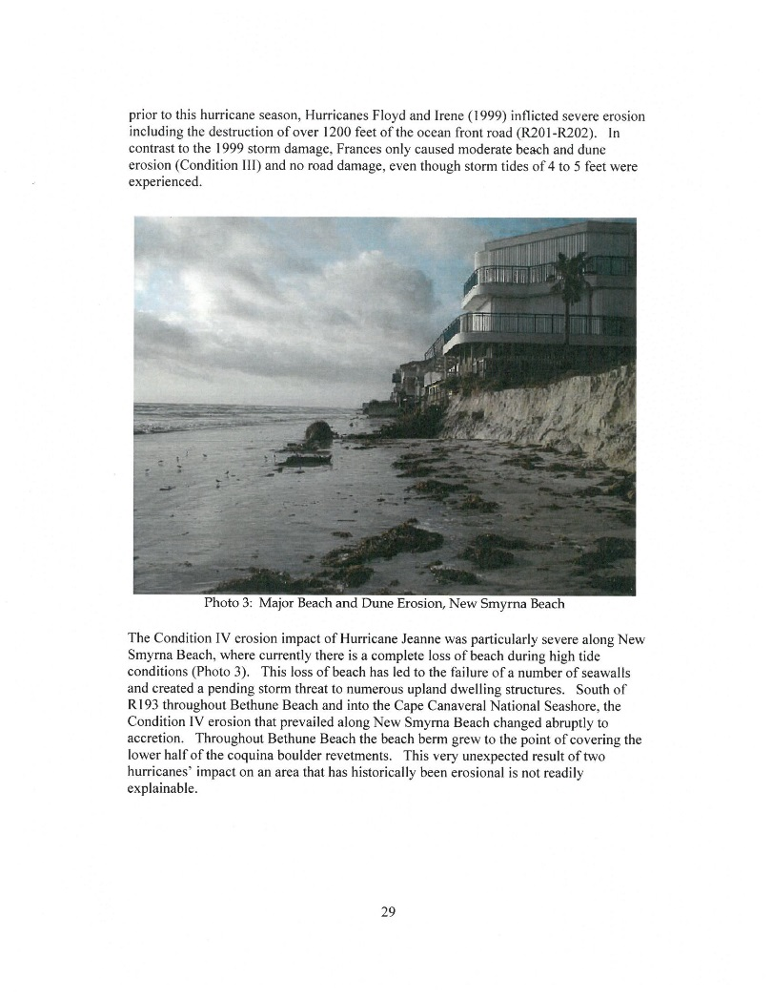 prior to this hurricane season, Hurricanes Floyd and Irene (1999) inflicted severe erosion
including the destruction of over 1200 feet of the ocean front road (R201-R202). In
contrast to the 1999 storm damage, Frances only caused moderate beach and dune
erosion (Condition III) and no road damage, even though storm tides of 4 to 5 feet were
experienced.
Photo 3: Major Beach and Dune Erosion, New Smyrna Beach
The Condition IV erosion impact of Hurricane Jeanne was particularly severe along New
Smyrna Beach, where currently there is a complete loss of beach during high tide
conditions (Photo 3). This loss of beach has led to the failure of a number of seawalls
and created a pending storm threat to numerous upland dwelling structures. South of
R193 throughout Bethune Beach and into the Cape Canaveral National Seashore, the
Condition IV erosion that prevailed along New Smyrna Beach changed abruptly to
accretion. Throughout Bethune Beach the beach berm grew to the point of covering the
lower half of the coquina boulder revetments. This very unexpected result of two
hurricanes' impact on an area that has historically been erosional is not readily
explainable.
29